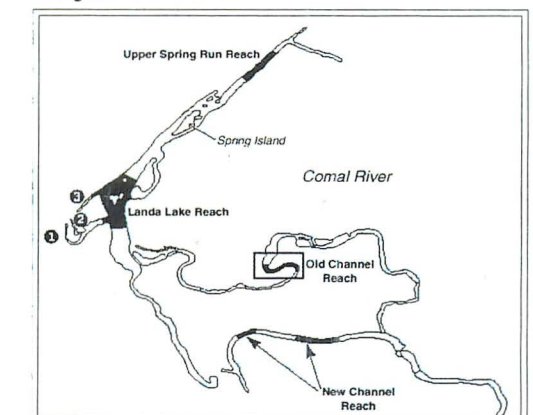 Upper Spring Run Reach
Spring Island
Comal River
3
2
Landa Lake Reach
1
Old Channel
Reach
New Channel
Reach